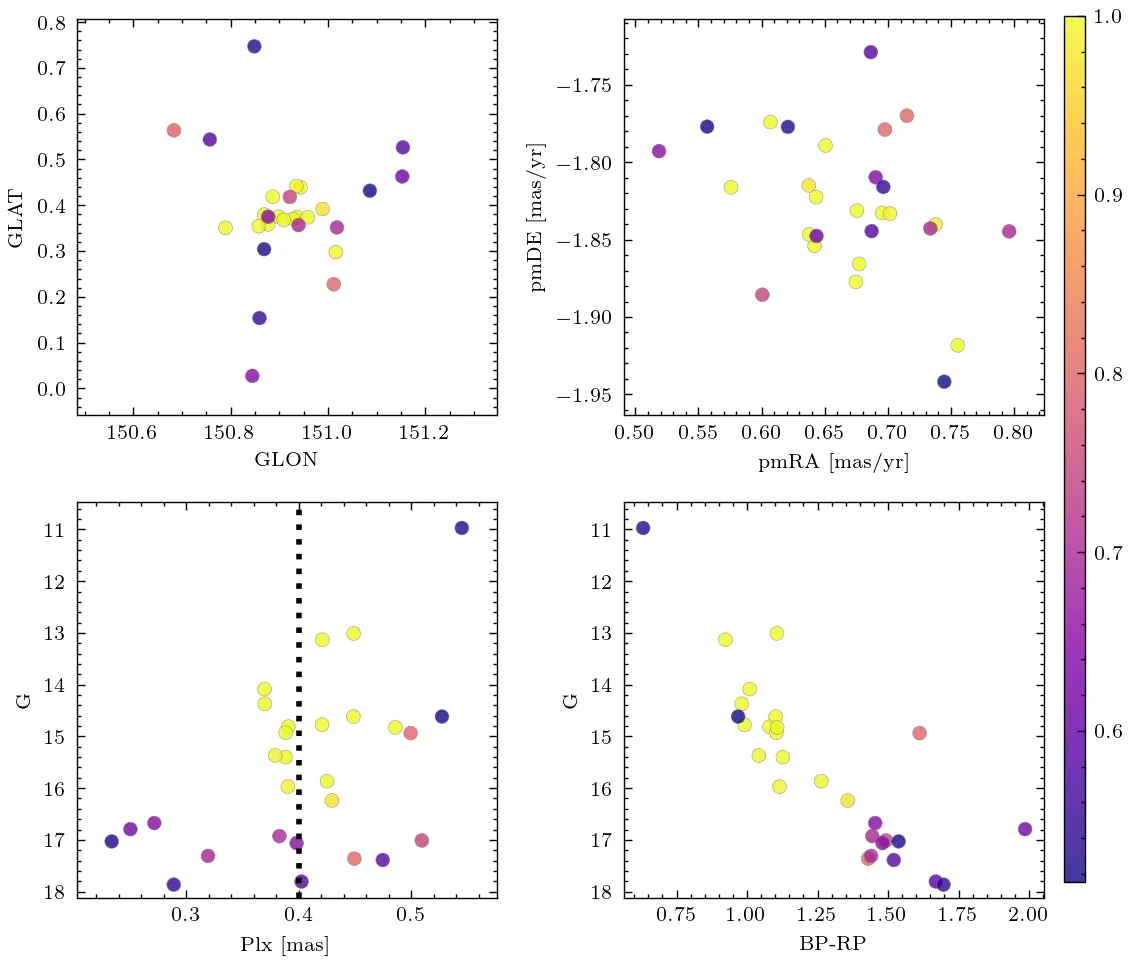 0.8
0.7
0.6
0.5
0.4
0.3
0.2
0.1
0.0
GLAT
150.6 150.8 151.0 151.2
GLON
−1.75
−1.80
−1.85
−1.90
−1.95
pmDE [mas/yr]
0.50 0.55 0.60 0.65 0.70 0.75 0.80
pmRA [mas/yr]
11
12
13
14
15
16
17
18
G
0.3 0.4 0.5
Plx [mas]
11
12
13
14
15
16
17
18
G
0.75 1.00 1.25 1.50 1.75 2.00
BP-RP
1.0
0.9
0.8
0.7
0.6